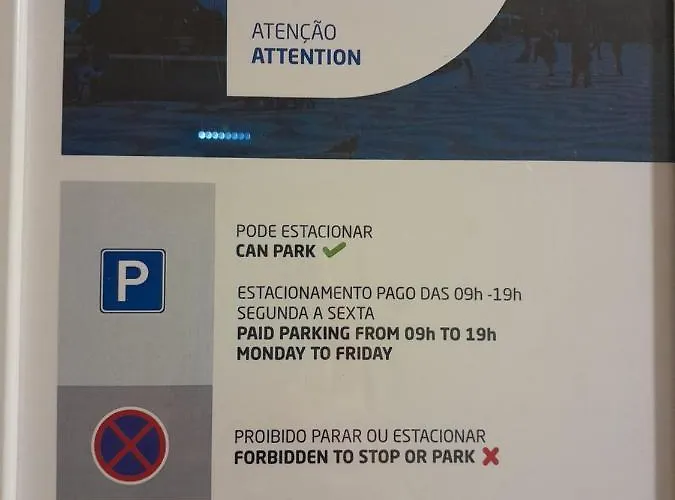 ATENÇÃO
ATTENTION
P
PODE ESTACIONAR
CAN PARK
ESTACIONAMENTO PAGO DAS 09h -19h
SEGUNDA A SEXTA
PAID PARKING FROM 09h TO 19h
MONDAY TO FRIDAY
PROIBIDO PARAR OU ESTACIONAR
FORBIDDEN TO STOP OR PARK